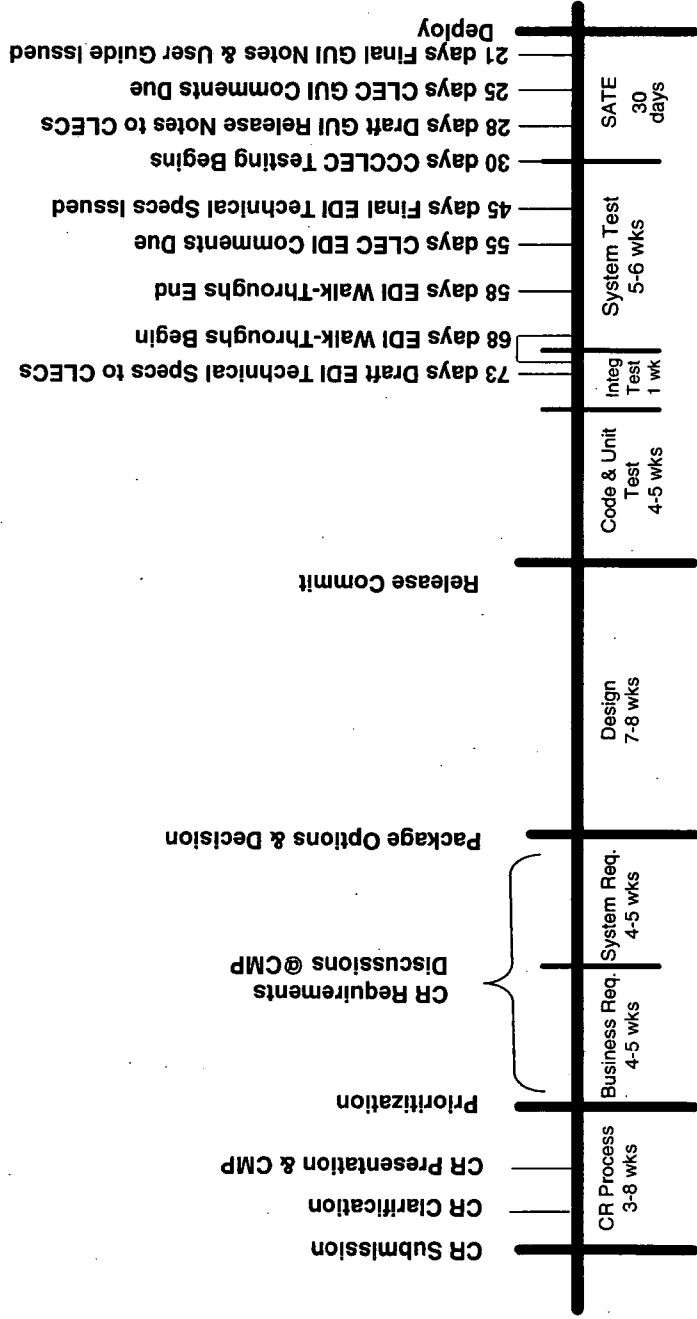 CR Submission
CR Clarification
CR Presentation & CMP
Prioritization
CR Requirements
Discussions @CMP
Package Options & Decision
Release Commit
73 days Draft EDI Technical Specs to CLECs
68 days EDI Walk-Throughs Begin
58 days EDI Walk-Throughs End
55 days CLEC EDI Comments Due
45 days Final EDI Technical Specs Issued
30 days CCCLEC Testing Begins
28 days Draft GUI Release Notes to CLECs
25 days CLEC GUI Comments Due
21 days Final GUI Notes & User Guide Issued
Deploy
CR Process
3-8 wks
Business Req.
4-5 wks
System Req.
4-5 wks
Design
7-8 wks
Code & Unit
Test
4-5 wks
Integ
Test
1 wk
System Test
5-6 wks
SATE
30
days